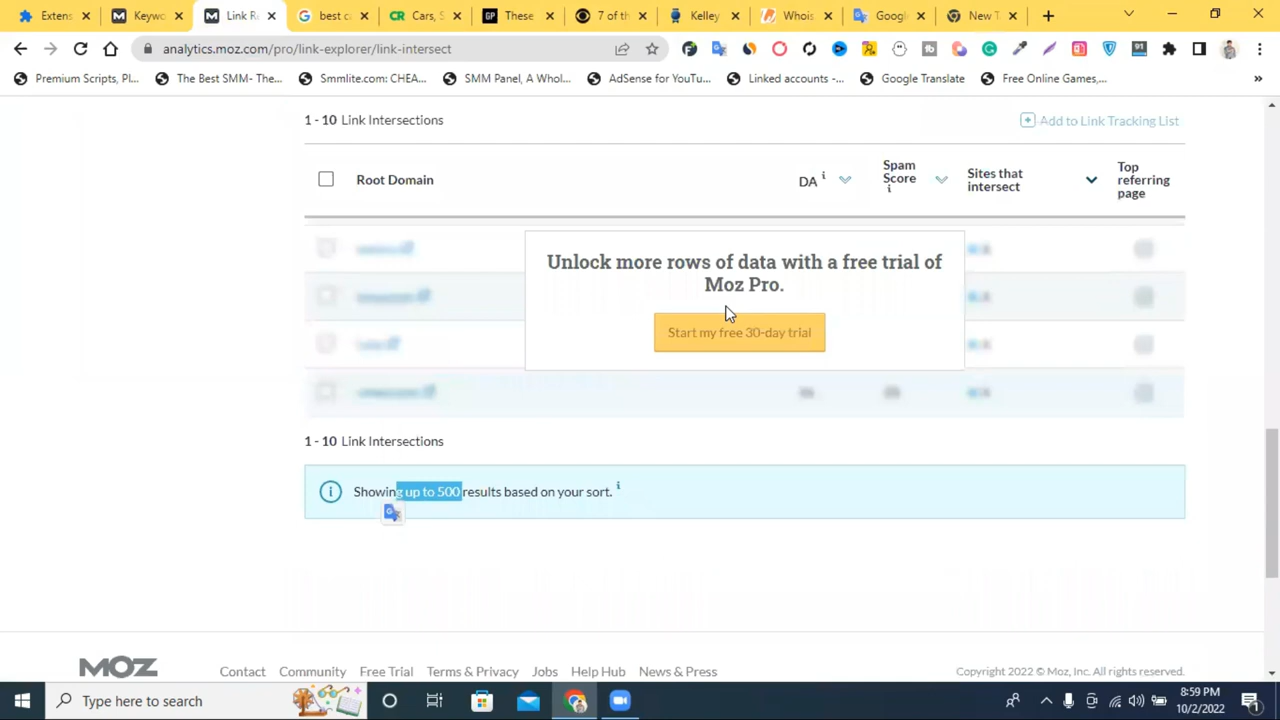 Extens
Keywo
Link R
best c
Cars, S
These
7 of th
Kelley
Whois
Googl
New T
analytics.moz.com/pro/link-explorer/link-intersect
Premium Scripts, Pl...
The Best SMM- The...
Smmlite.com: CHEA...
SMM Panel, A Whol...
AdSense for YouTu...
Linked accounts -...
Google Translate
Free Online Games,...
»
1 - 10 Link Intersections
Add to Link Tracking List
Root Domain
DA
Spam Score
Sites that intersect
Top referring page
Unlock more rows of data with a free trial of
Moz Pro.
Start my free 30-day trial
1 - 10 Link Intersections
Showing up to 500 results based on your sort.
MOZ
Contact
Community
Free Trial
Terms & Privacy
Jobs
Help Hub
News & Press
Copyright 2022 © Moz, Inc. All rights reserved.
Type here to search
8:59 PM
10/2/2022